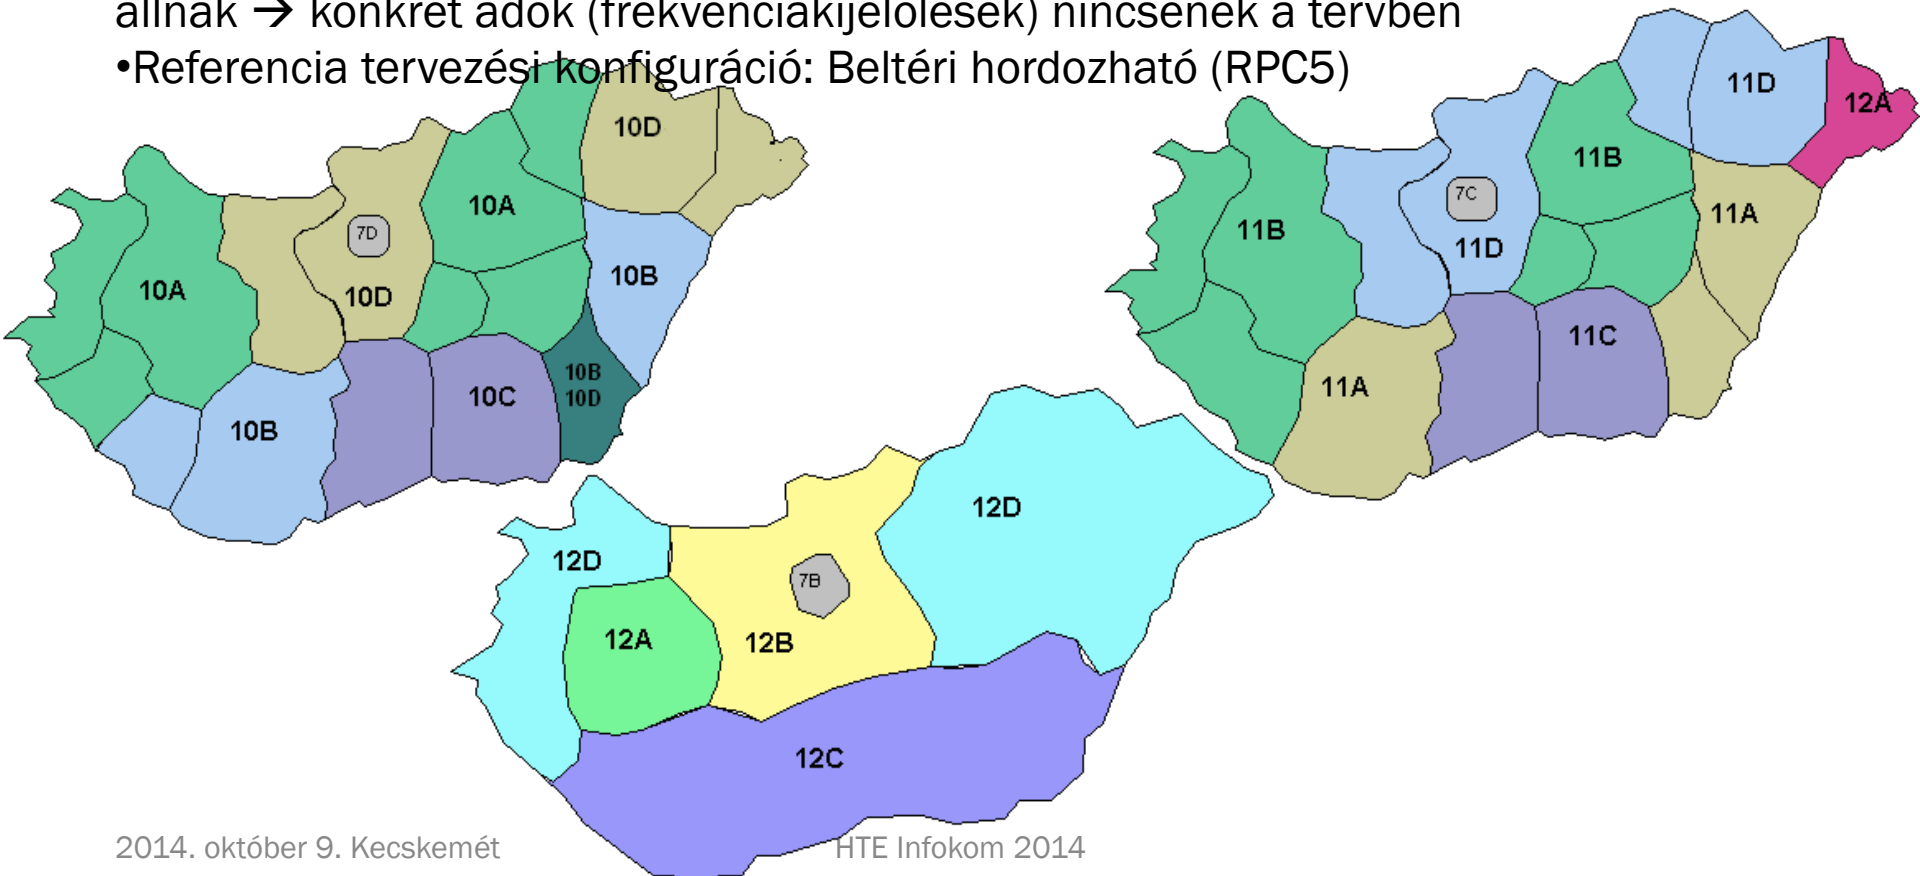 állnak → konkrét adók (frekvenciakijelölések) nincsenek a tervben
•Referencia tervezési konfiguráció: Beltéri hordozható (RPC5)
10D
10A
7D
10A
10D
10B
10B
10D
10C
10B
11D
12A
11B
7C
11B
11A
11D
11C
11A
12D
12D
7B
12A
12B
12C
2014. október 9. Kecskemét
HTE Infokom 2014